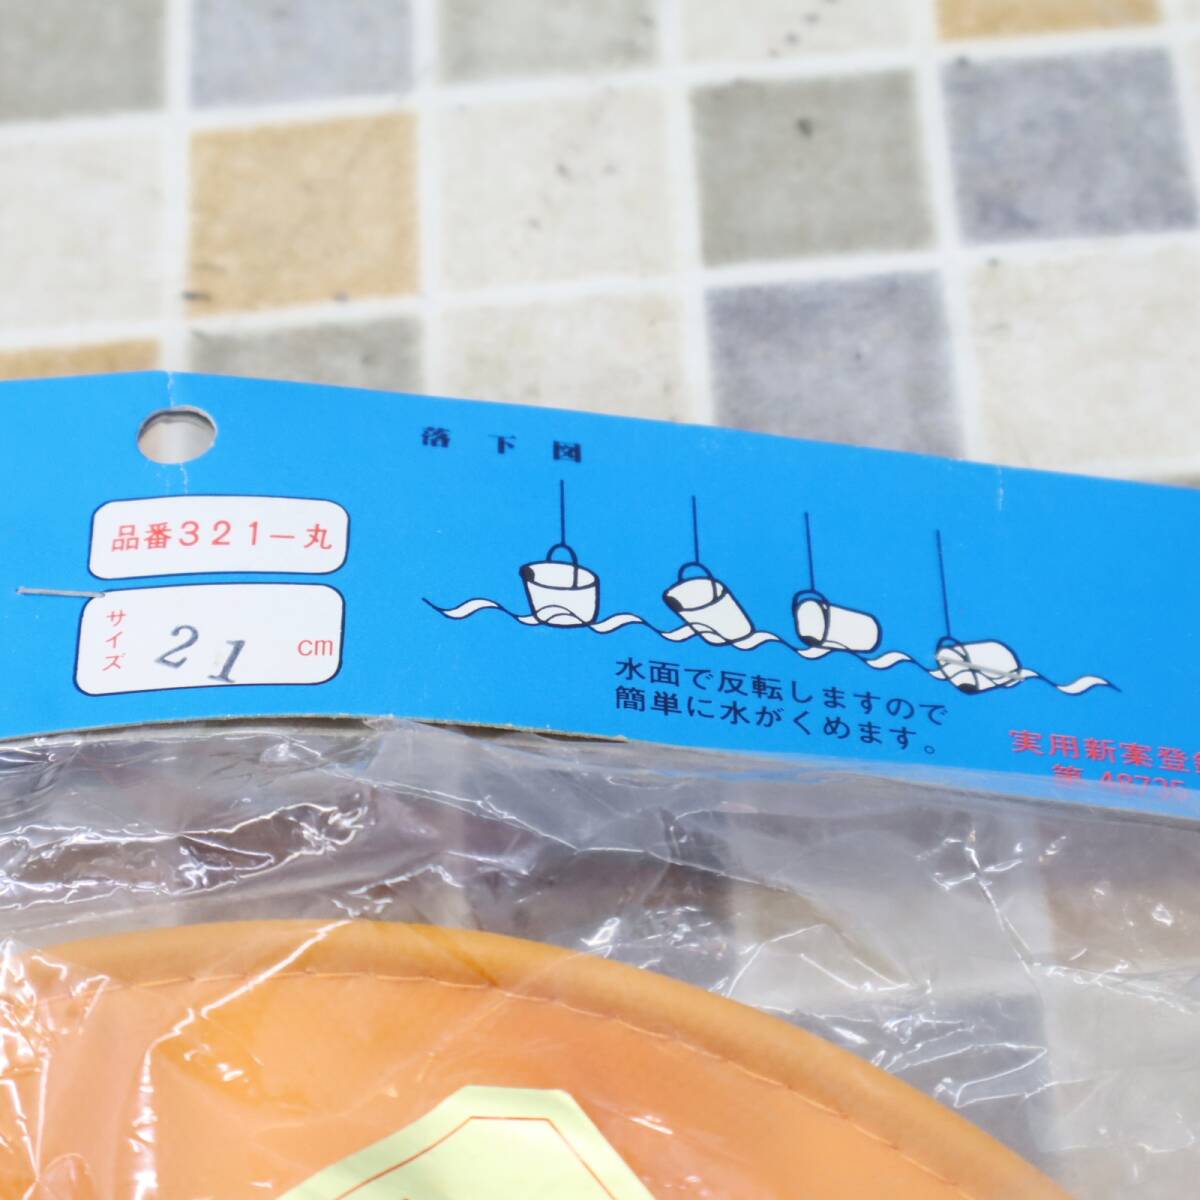 落下図
品番321-丸
サイズ 21 cm
水面で反転しますので
簡単に水がくめます。
実用新案登録
第